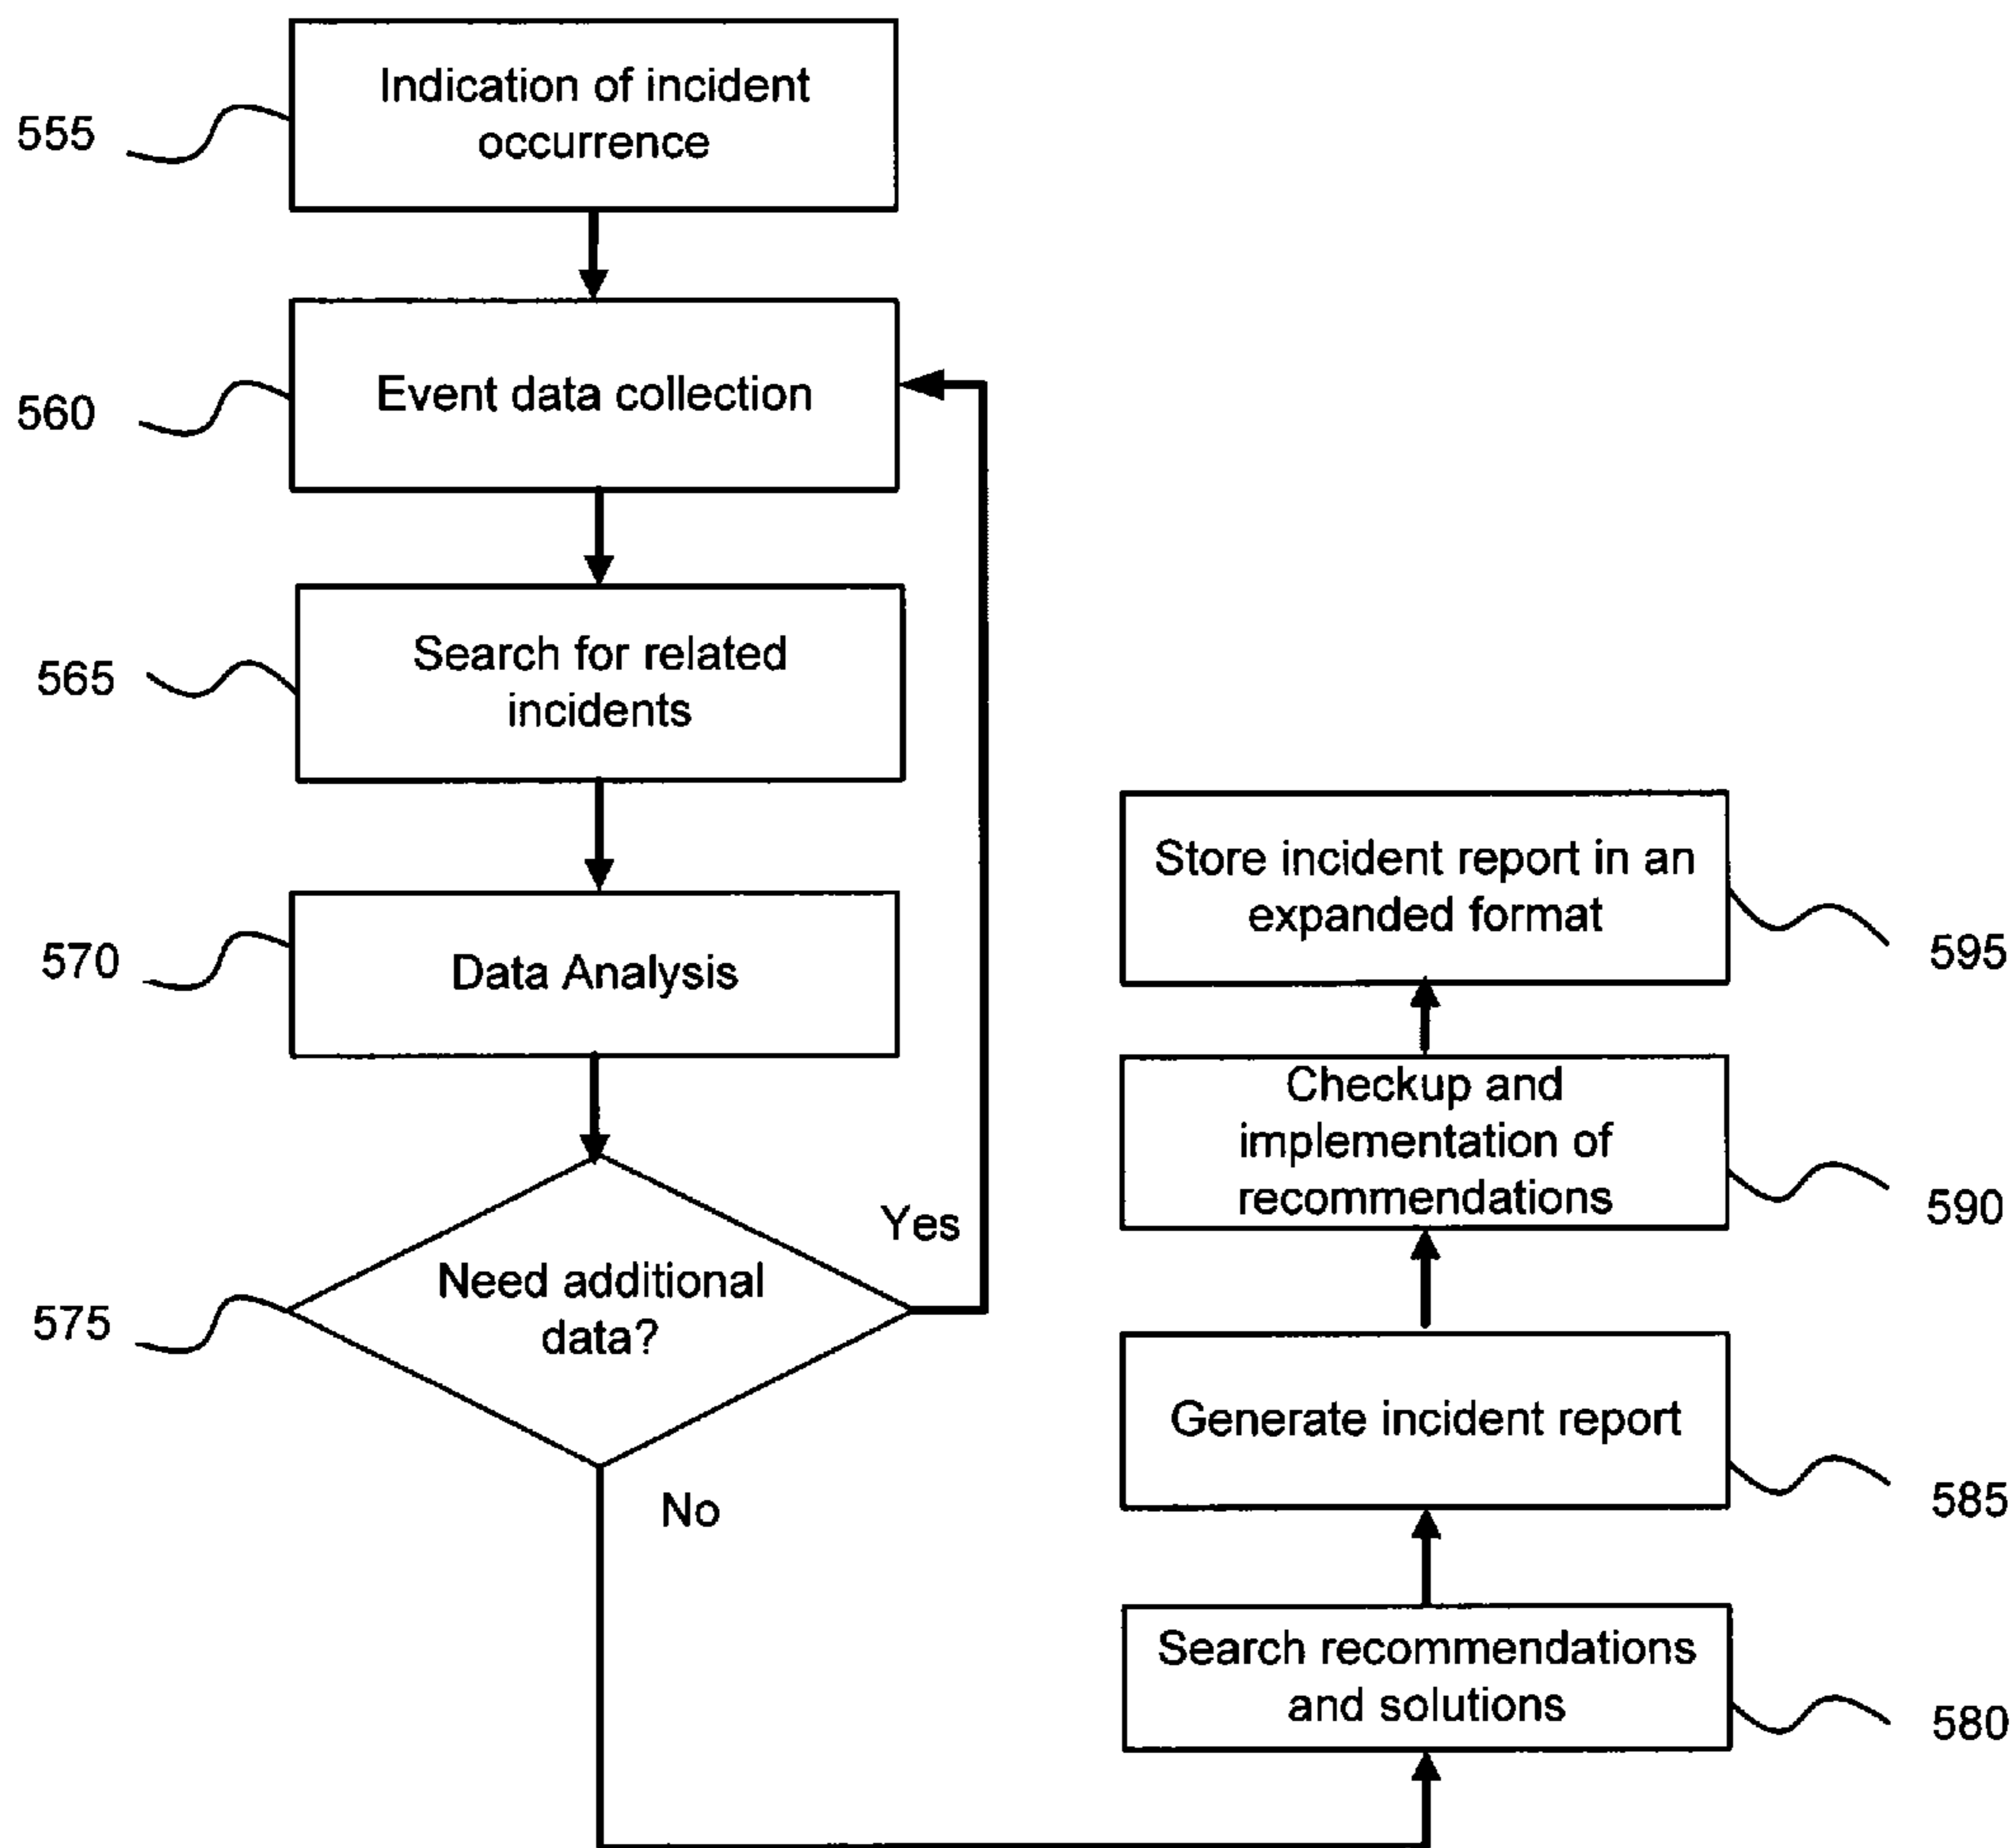 555
Indication of incident
occurrence
560
Event data collection
565
Search for related
incidents
570
Data Analysis
575
Need additional
data?
Yes
No
Store incident report in an
expanded format
595
Checkup and
implementation of
recommendations
590
Generate incident report
585
Search recommendations
and solutions
580